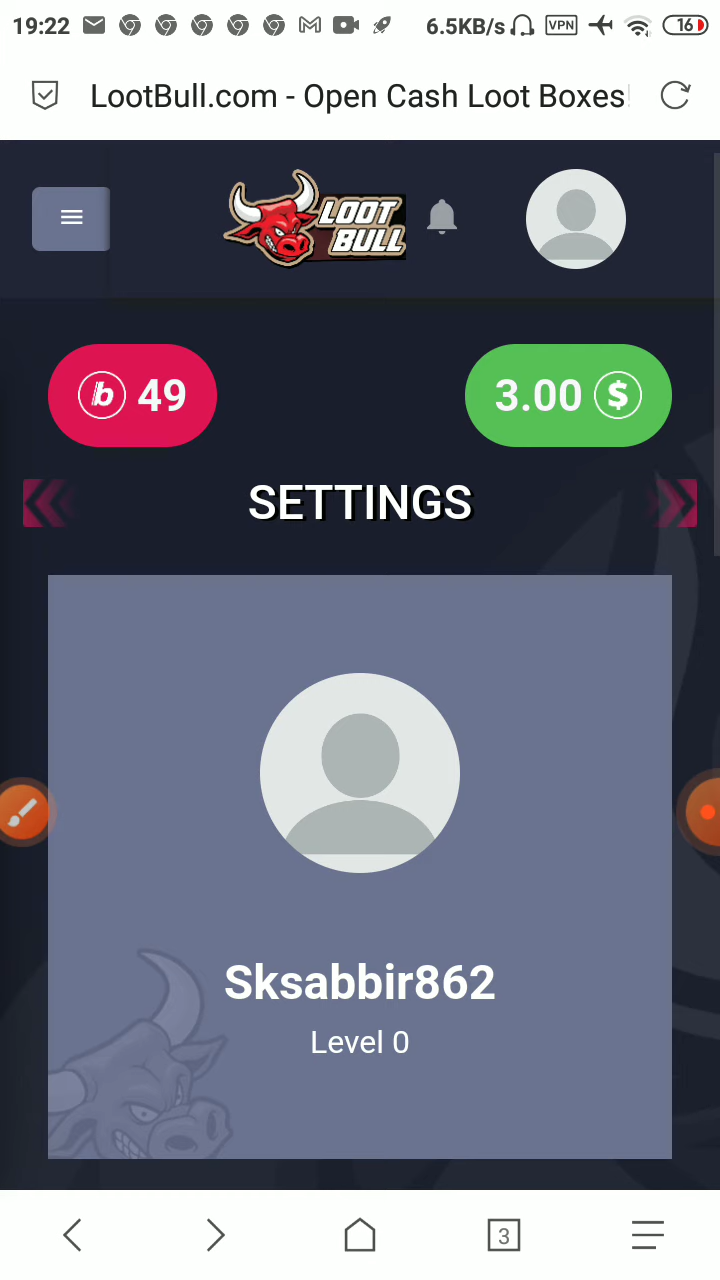 19:22 6.5KB/s VPN 16
LootBull.com - Open Cash Loot Boxes
LOOT
BULL
b 49
3.00 $
SETTINGS
Sksabbir862
Level 0
3